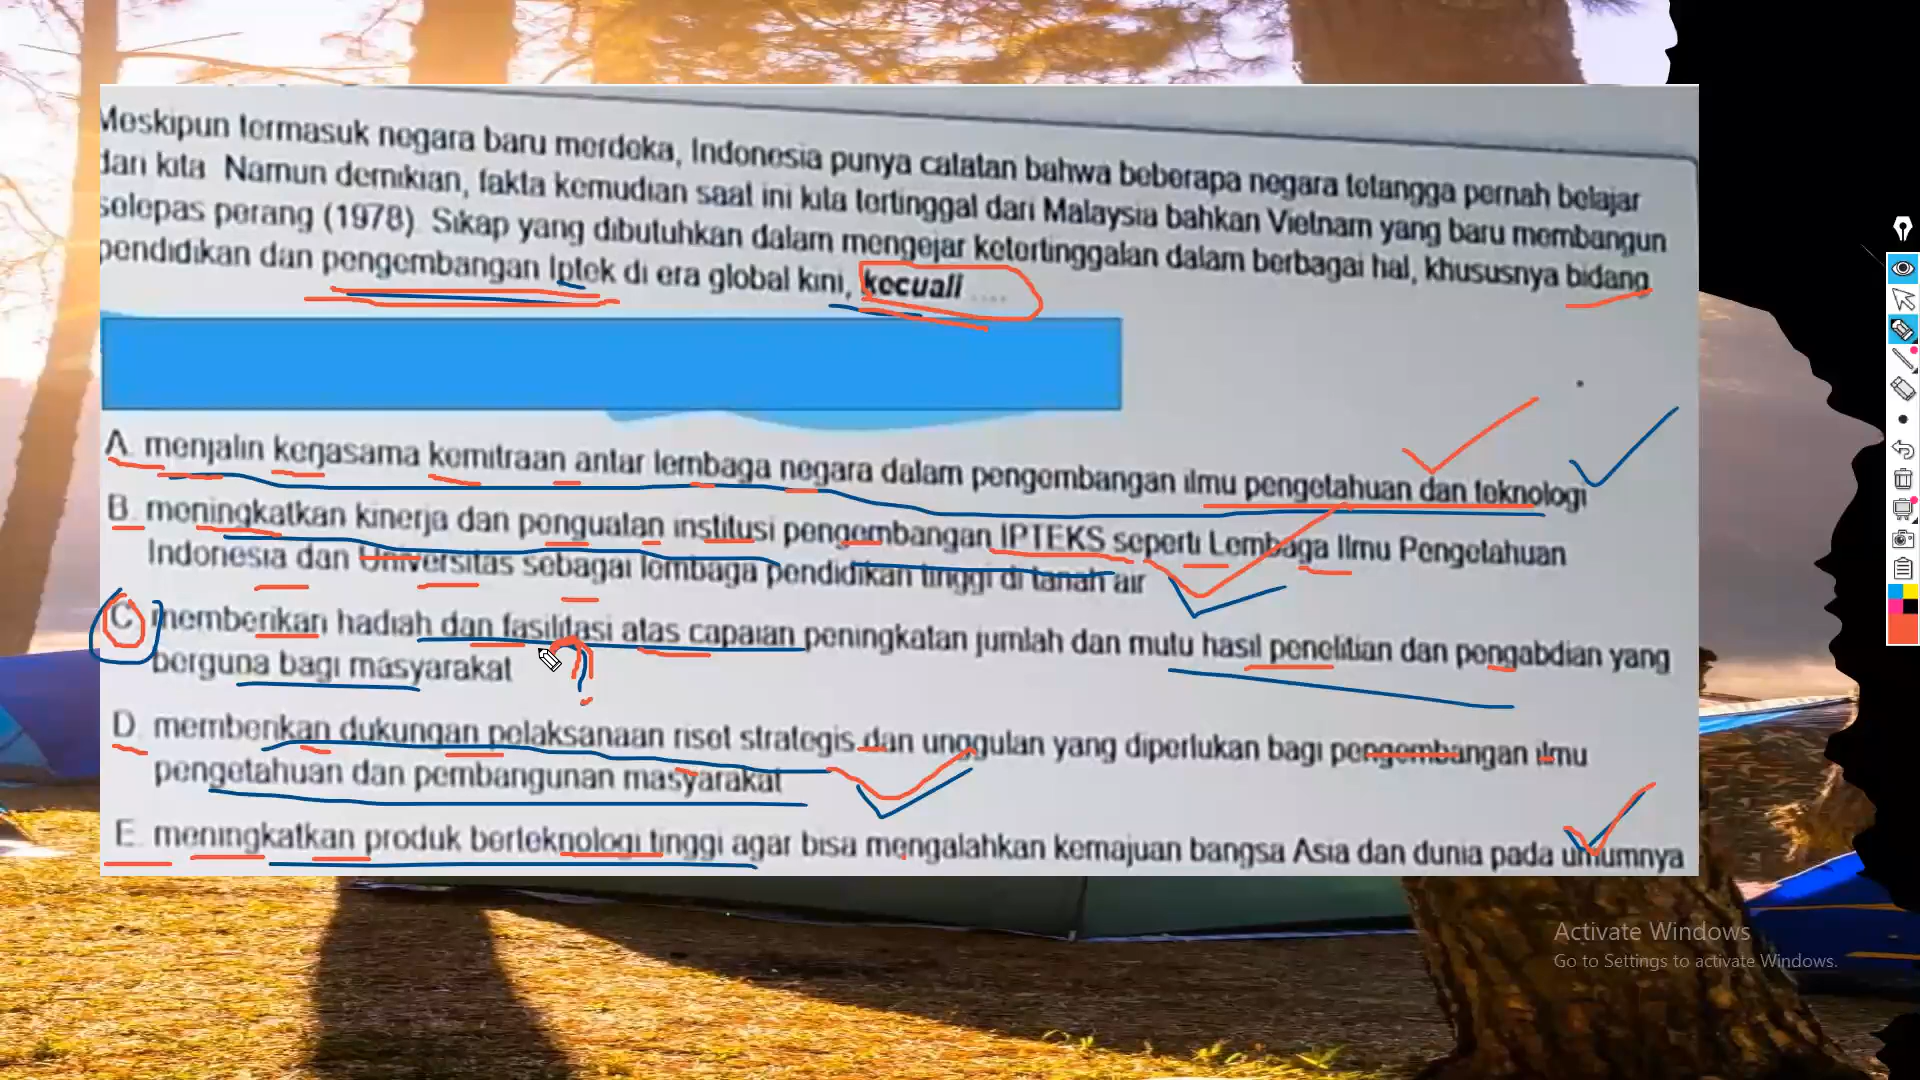 Meskipun termasuk negara baru merdeka, Indonesia punya catatan bahwa beberapa negara tetangga pernah belajar
dari kita Namun demikian, fakta kemudian saat ini kita tertinggal dari Malaysia bahkan Vietnam yang baru membangun
selepas perang (1978). Sikap yang dibutuhkan dalam mengejar ketertinggalan dalam berbagai hal, khususnya bidang
pendidikan dan pengembangan Iptek di era global kini, kecuali ....
A. menjalin kerjasama kemitraan antar lembaga negara dalam pengembangan ilmu pengetahuan dan teknologi
B. meningkatkan kinerja dan penguatan institusi pengembangan IPTEKS seperti Lembaga Ilmu Pengetahuan
Indonesia dan Universitas sebagai lembaga pendidikan tinggi di tanah air
C memberikan hadiah dan fasilitasi atas capaian peningkatan jumlah dan mutu hasil penelitian dan pengabdian yang
berguna bagi masyarakat
?
D. memberikan dukungan pelaksanaan riset strategis dan unggulan yang diperlukan bagi pengembangan ilmu
pengetahuan dan pembangunan masyarakat
E. meningkatkan produk berteknologi tinggi agar bisa mengalahkan kemajuan bangsa Asia dan dunia pada umumnya
Activate Windows
Go to Settings to activate Windows.